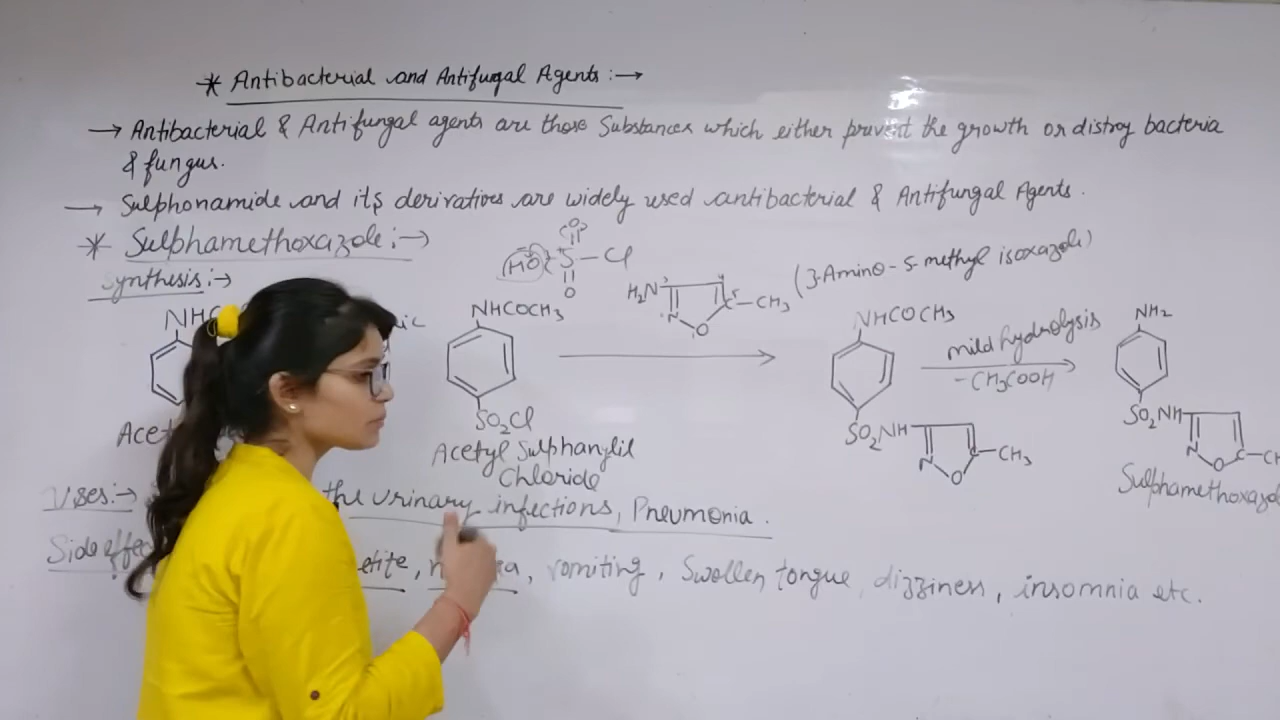 * Antibacterial and Antifungal Agents :→
→ Antibacterial & Antifungal agents are those Substances which either prevent the growth or distroy bacteria
& fungus.
→ Sulphonamide and its derivatives are widely used antibacterial & Antifungal Agents.
* Sulphamethoxazole :→
Synthesis :→
HO S Cl
O
O
H₂N 3 4 5 CH₃
N O
(3-Amino-5-methyl isoxazole)
NHCOCH₃
SO₂Cl
Acetyl Sulphanylil
Chloride
NHCOCH₃
SO₂NH
N O CH₃
mild hydrolysis
-CH₃COOH
NH₂
SO₂NH
N O
Uses :→ the urinary infections, Pneumonia.
vomiting, Swollen tongue, dizziness, insomnia etc.